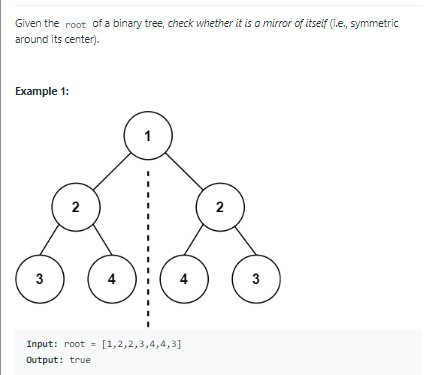 Given the root of a binary tree, check whether it is a mirror of itself (i.e., symmetric
around its center).
Example 1:
1
2 2
3 4 4 3
Input: root = [1,2,2,3,4,4,3]
Output: true